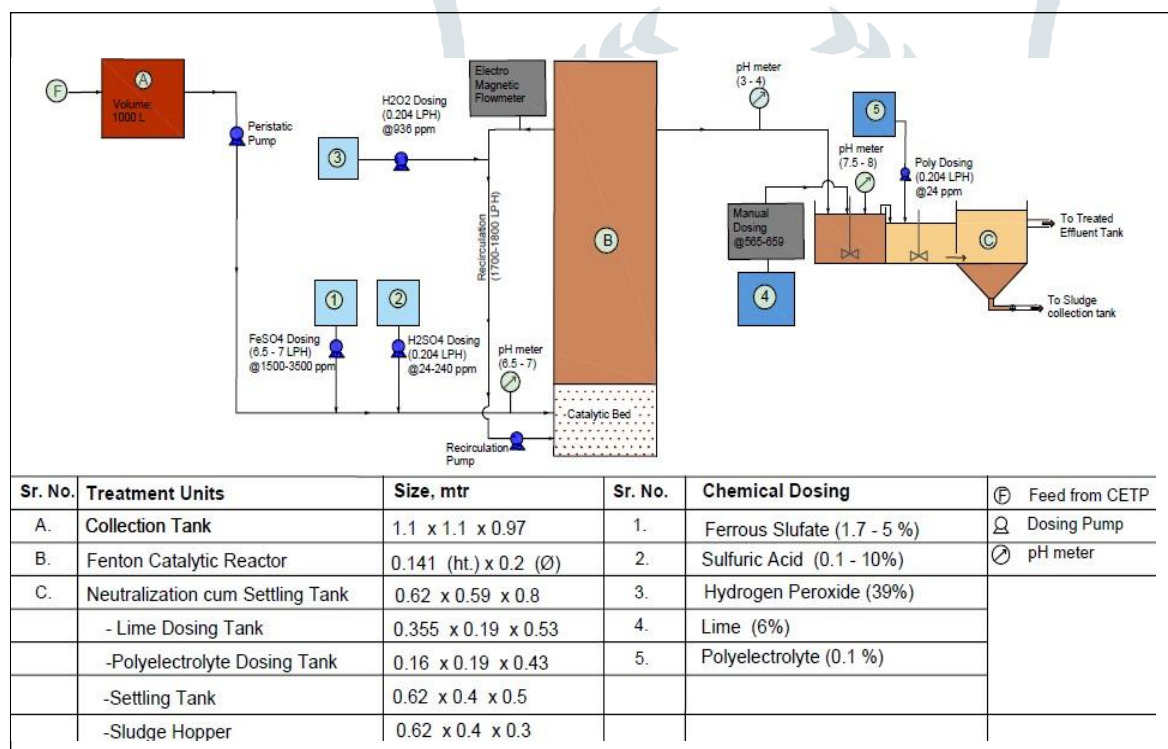 F
A
Volume:
1000 L
Peristatic
Pump
H2O2 Dosing
(0.204 LPH)
@936 ppm
3
Electro
Magnetic
Flowmeter
Recirculation
(1700-1800 LPH)
B
pH meter
(3 - 4)
5
pH meter
(7.5 - 8)
Poly Dosing
(0.204 LPH)
@24 ppm
Manual
Dosing
@565-659
4
C
To Treated
Effluent Tank
To Sludge
collection tank
1
2
FeSO4 Dosing
(6.5 - 7 LPH)
@1500-3500 ppm
H2SO4 Dosing
(0.204 LPH)
@24-240 ppm
pH meter
(6.5 - 7)
Catalytic Bed
Recirculation
Pump
Sr. No. Treatment Units Size, mtr Sr. No. Chemical Dosing F Feed from CETP
A. Collection Tank 1.1 x 1.1 x 0.97 1. Ferrous Slufate (1.7 - 5 %) Dosing Pump
B. Fenton Catalytic Reactor 0.141 (ht.) x 0.2 (Ø) 2. Sulfuric Acid (0.1 - 10%) pH meter
C. Neutralization cum Settling Tank 0.62 x 0.59 x 0.8 3. Hydrogen Peroxide (39%)
- Lime Dosing Tank 0.355 x 0.19 x 0.53 4. Lime (6%)
-Polyelectrolyte Dosing Tank 0.16 x 0.19 x 0.43 5. Polyelectrolyte (0.1 %)
-Settling Tank 0.62 x 0.4 x 0.5
-Sludge Hopper 0.62 x 0.4 x 0.3